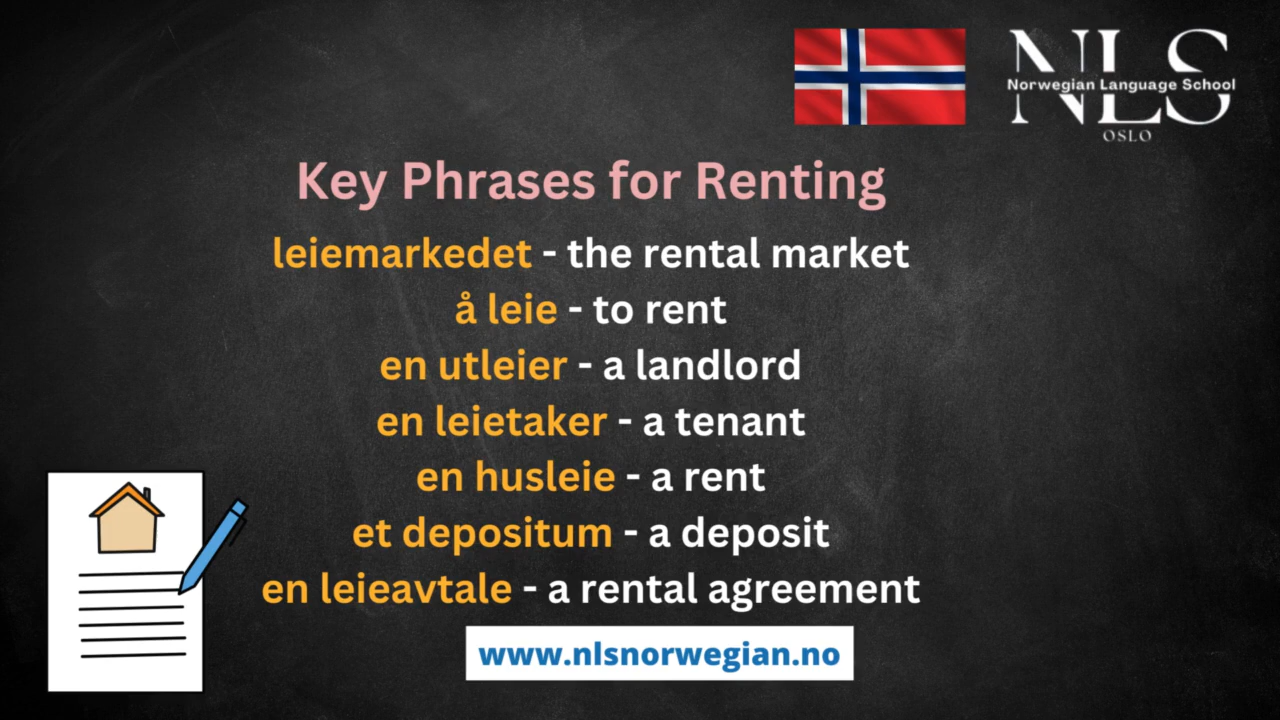 NLS
Norwegian Language School
OSLO
Key Phrases for Renting
leiemarkedet - the rental market
å leie - to rent
en utleier - a landlord
en leietaker - a tenant
en husleie - a rent
et depositum - a deposit
en leieavtale - a rental agreement
www.nlsnorwegian.no